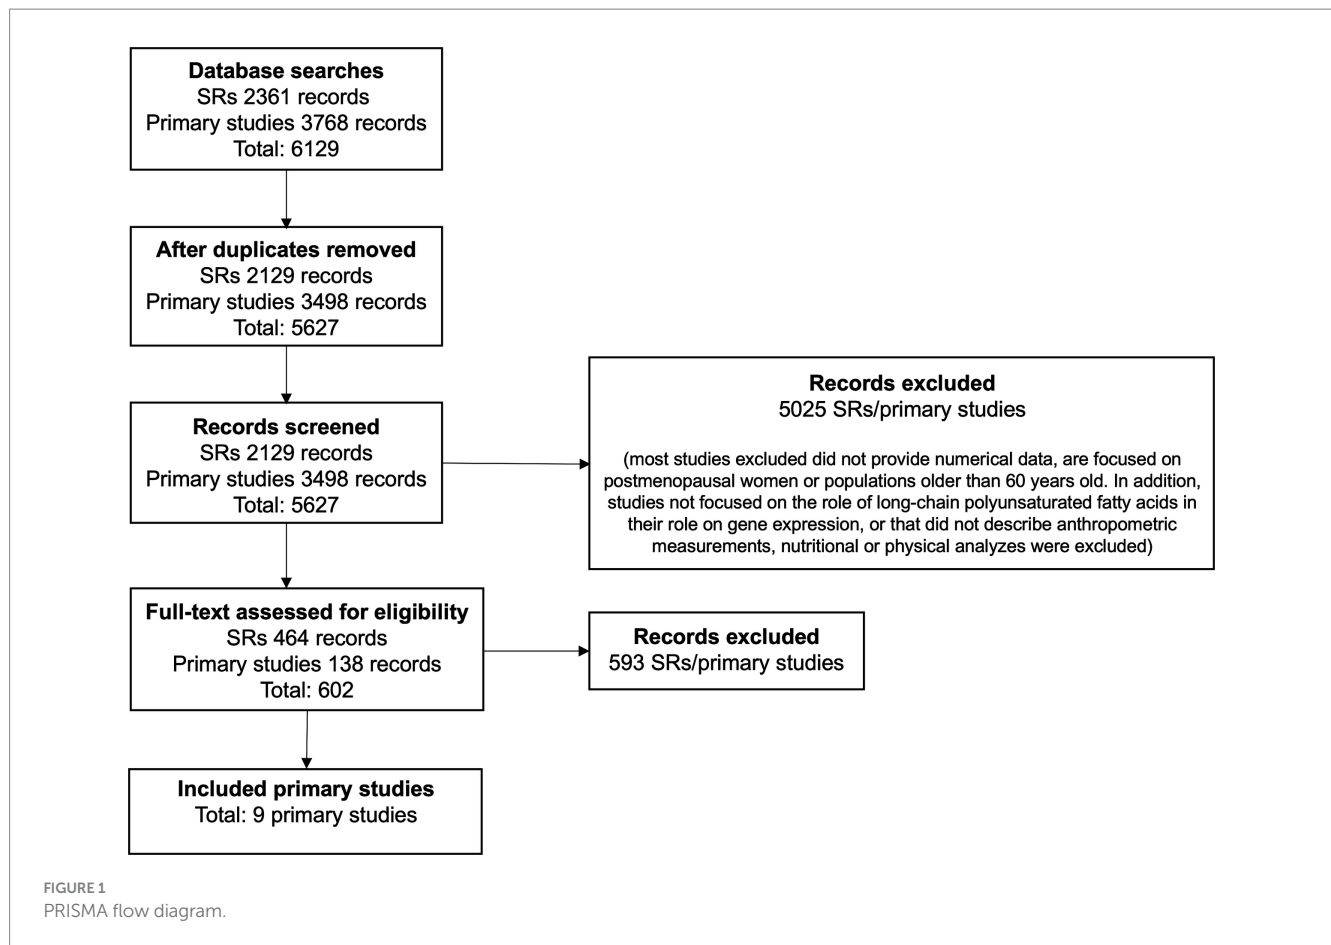 Database searches
SRs 2361 records
Primary studies 3768 records
Total: 6129
After duplicates removed
SRs 2129 records
Primary studies 3498 records
Total: 5627
Records screened
SRs 2129 records
Primary studies 3498 records
Total: 5627
Records excluded
5025 SRs/primary studies
(most studies excluded did not provide numerical data, are focused on
postmenopausal women or populations older than 60 years old. In addition,
studies not focused on the role of long-chain polyunsaturated fatty acids in
their role on gene expression, or that did not describe anthropometric
measurements, nutritional or physical analyzes were excluded)
Full-text assessed for eligibility
SRs 464 records
Primary studies 138 records
Total: 602
Records excluded
593 SRs/primary studies
Included primary studies
Total: 9 primary studies
FIGURE 1
PRISMA flow diagram.